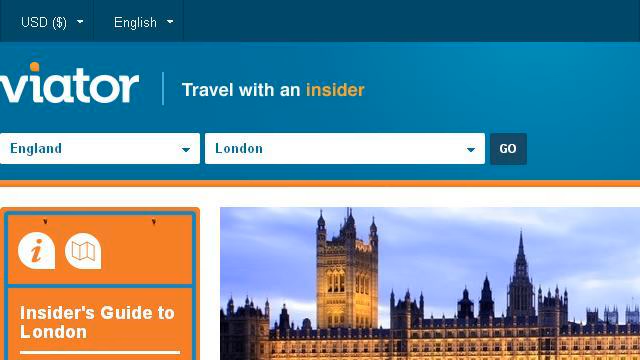 USD ($) English
viator Travel with an insider
England London GO
i
Insider's Guide to
London